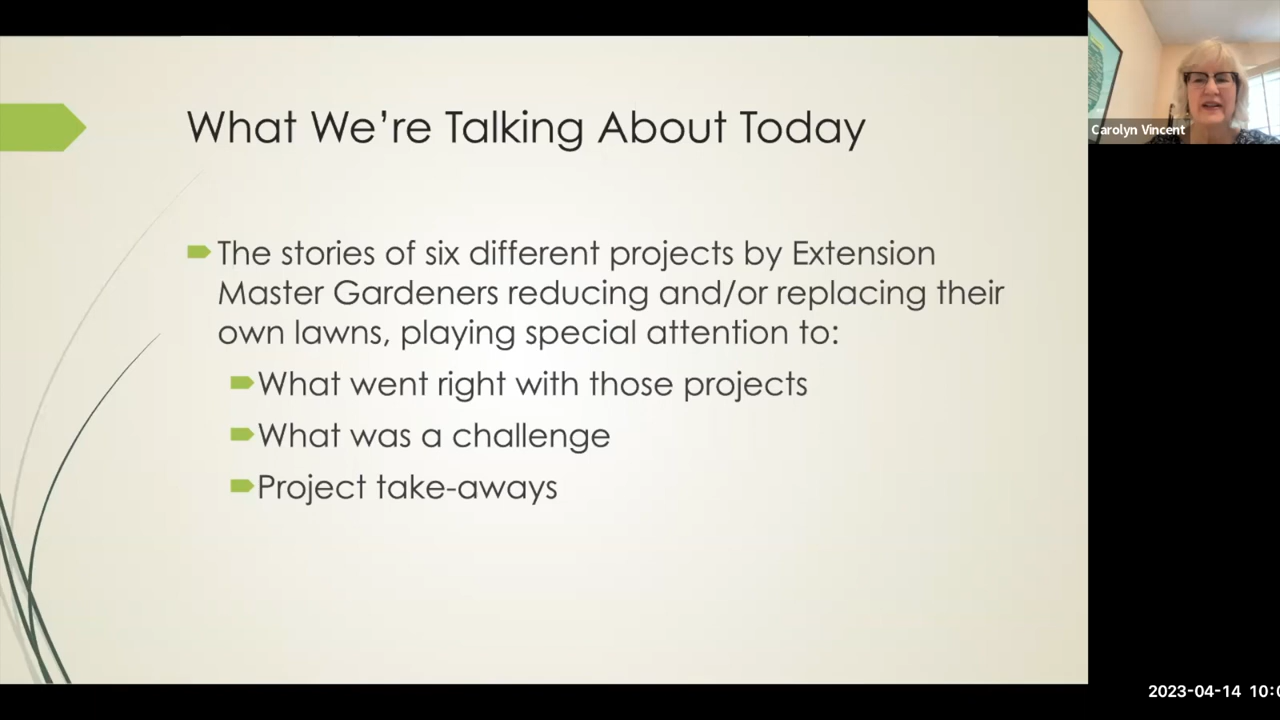 What We're Talking About Today
The stories of six different projects by Extension
Master Gardeners reducing and/or replacing their
own lawns, playing special attention to:
What went right with those projects
What was a challenge
Project take-aways
Carolyn Vincent
2023-04-14 10:0